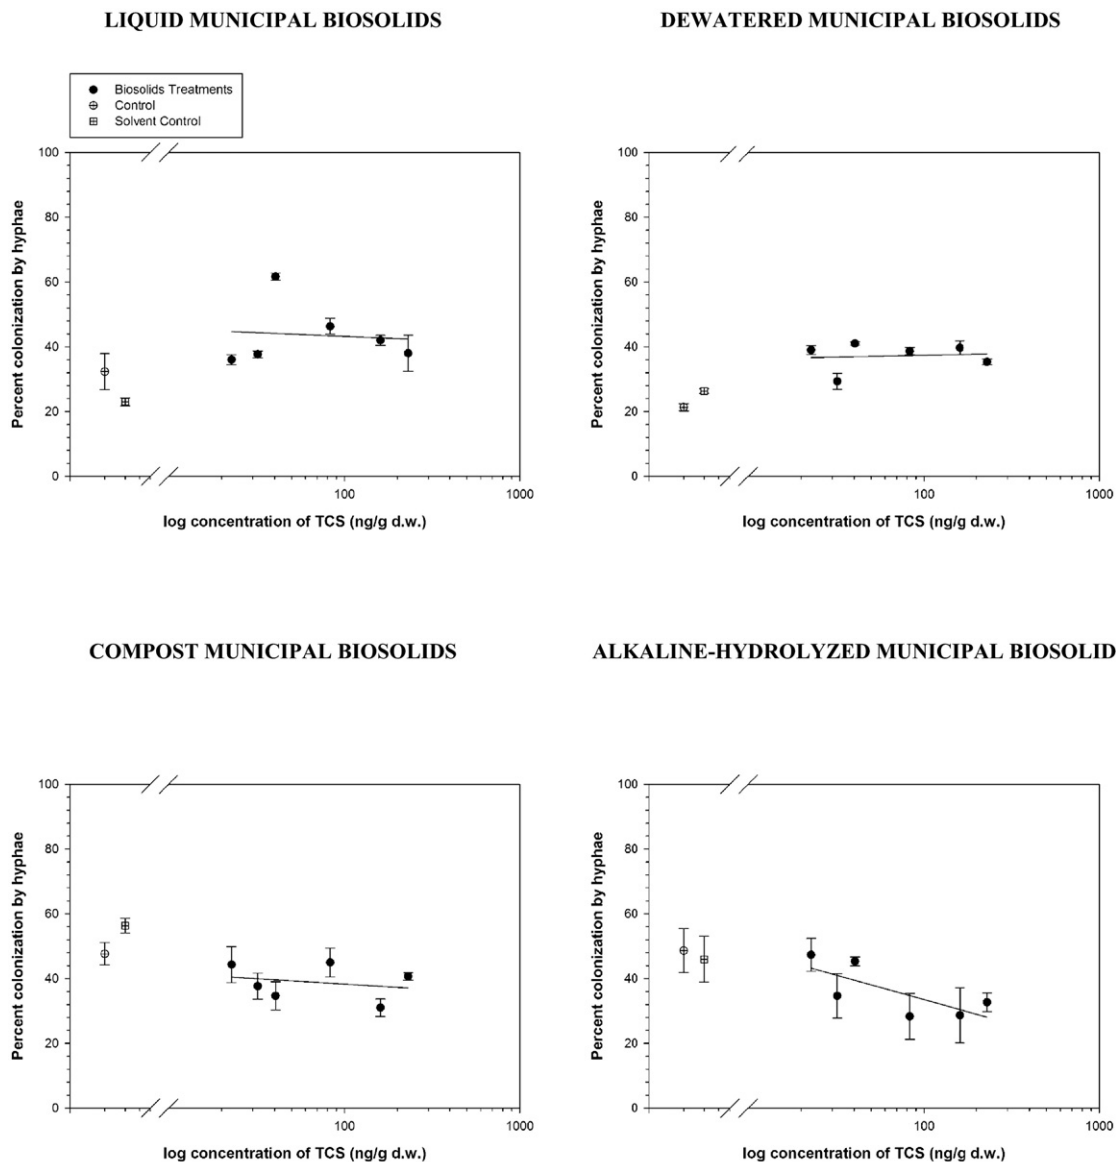 LIQUID MUNICIPAL BIOSOLIDS
Biosolids Treatments
Control
Solvent Control
100
80
60
40
20
0
Percent colonization by hyphae
100
1000
log concentration of TCS (ng/g d.w.)
DEWATERED MUNICIPAL BIOSOLIDS
100
80
60
40
20
0
Percent colonization by hyphae
100
1000
log concentration of TCS (ng/g d.w.)
COMPOST MUNICIPAL BIOSOLIDS
100
80
60
40
20
0
Percent colonization by hyphae
100
1000
log concentration of TCS (ng/g d.w.)
ALKALINE-HYDROLYZED MUNICIPAL BIOSOLID
100
80
60
40
20
0
Percent colonization by hyphae
100
1000
log concentration of TCS (ng/g d.w.)